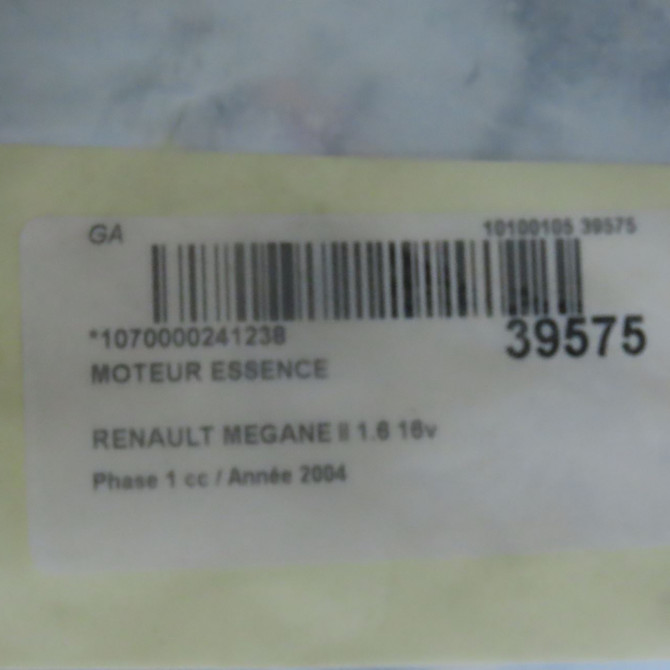 GA 10100105 39575
*1070000241238 39575
MOTEUR ESSENCE
RENAULT MEGANE II 1.6 16v
Phase 1 cc / Année 2004